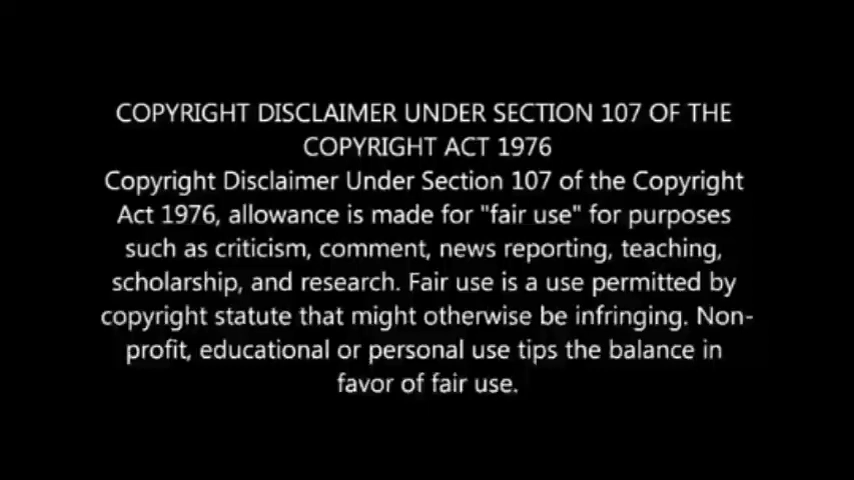 COPYRIGHT DISCLAIMER UNDER SECTION 107 OF THE
COPYRIGHT ACT 1976
Copyright Disclaimer Under Section 107 of the Copyright
Act 1976, allowance is made for "fair use" for purposes
such as criticism, comment, news reporting, teaching,
scholarship, and research. Fair use is a use permitted by
copyright statute that might otherwise be infringing. Non-
profit, educational or personal use tips the balance in
favor of fair use.